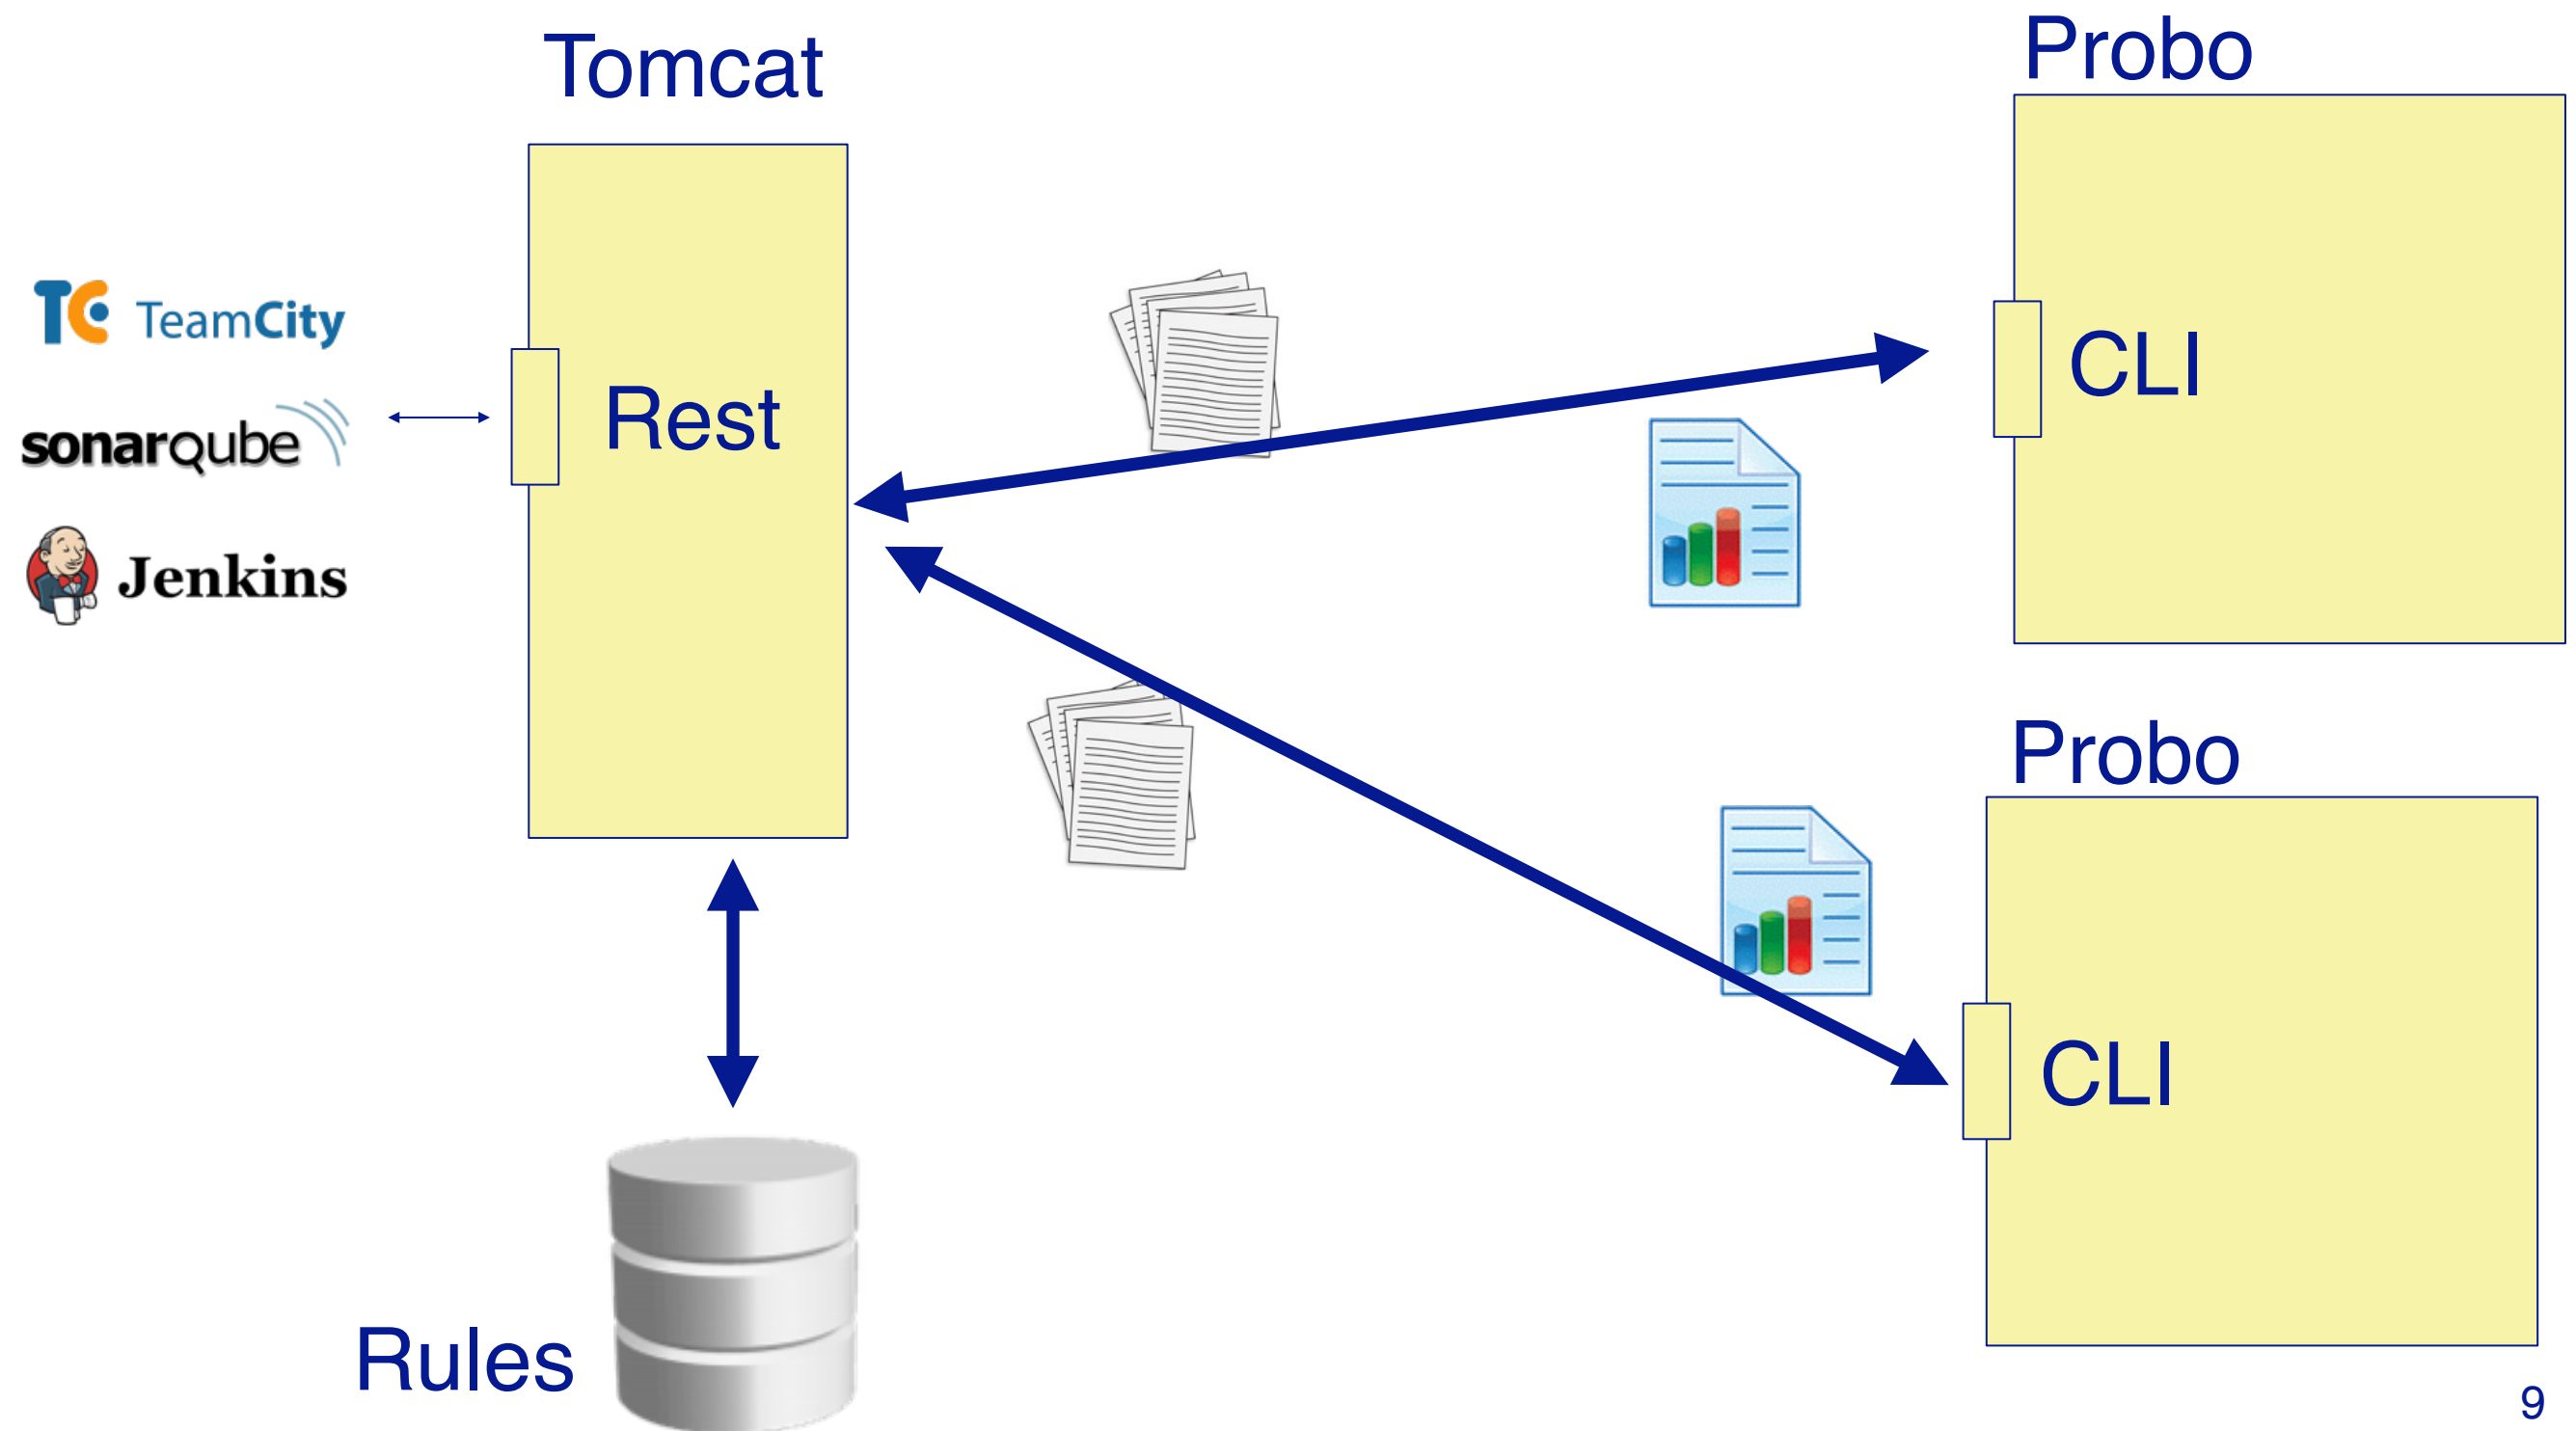 Tomcat
Probo
TeamCity
sonarqube
Jenkins
Rest
CLI
Probo
CLI
Rules
9